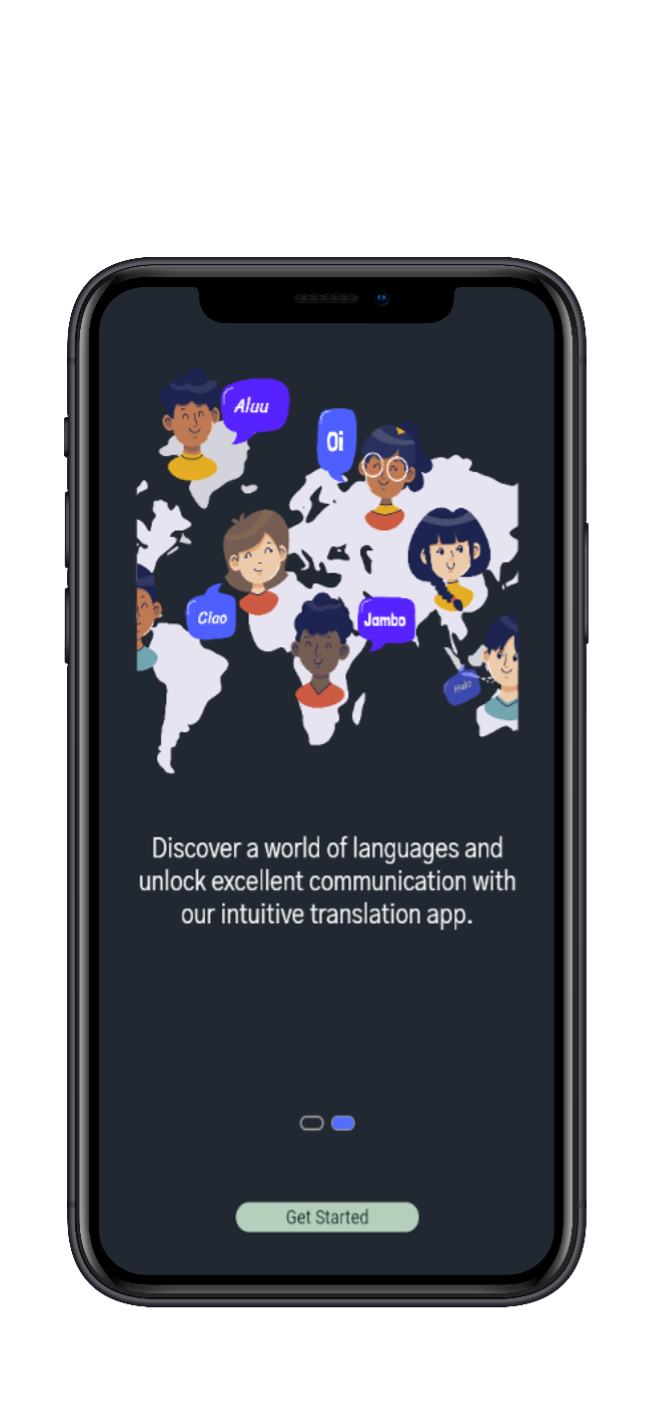 Aluu
Oi
Ciao
Jambo
Discover a world of languages and
unlock excellent communication with
our intuitive translation app.
Get Started